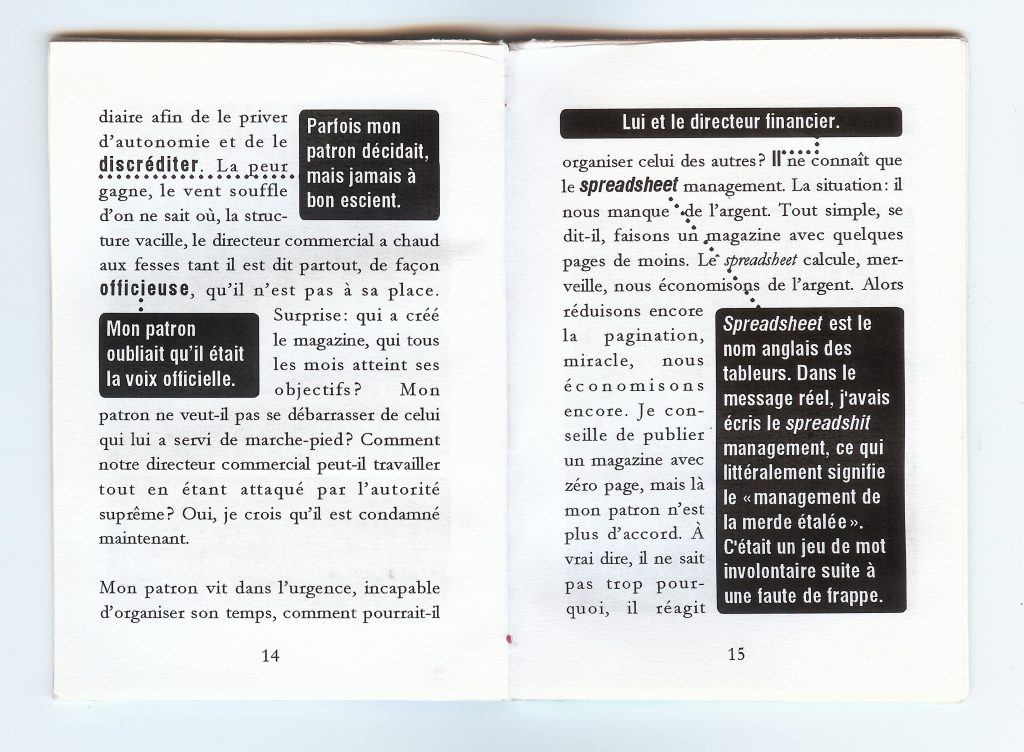 diaire afin de le priver
d'autonomie et de le
discréditer. La peur
gagne, le vent souffle
d'on ne sait où, la struc-
ture vacille, le directeur commercial a chaud
aux fesses tant il est dit partout, de façon
officieuse, qu'il n'est pas à sa place.
Surprise: qui a créé
le magazine, qui tous
les mois atteint ses
objectifs? Mon
patron ne veut-il pas se débarrasser de celui
qui lui a servi de marche-pied? Comment
notre directeur commercial peut-il travailler
tout en étant attaqué par l'autorité
suprême? Oui, je crois qu'il est condamné
maintenant.
Mon patron vit dans l'urgence, incapable
d'organiser son temps, comment pourrait-il
Parfois mon
patron décidait,
mais jamais à
bon escient.
Mon patron
oubliait qu'il était
la voix officielle.
14
Lui et le directeur financier.
organiser celui des autres? Il ne connaît que
le spreadsheet management. La situation: il
nous manque de l'argent. Tout simple, se
dit-il, faisons un magazine avec quelques
pages de moins. Le spreadsheet calcule, mer-
veille, nous économisons de l'argent. Alors
réduisons encore
la pagination,
miracle, nous
économisons
encore. Je con-
seille de publier
un magazine avec
zéro page, mais là
mon patron n'est
plus d'accord. À
vrai dire, il ne sait
pas trop pour-
quoi, il réagit
Spreadsheet est le
nom anglais des
tableurs. Dans le
message réel, j'avais
écris le spreadshit
management, ce qui
littéralement signifie
le «management de
la merde étalée».
C'était un jeu de mot
involontaire suite à
une faute de frappe.
15